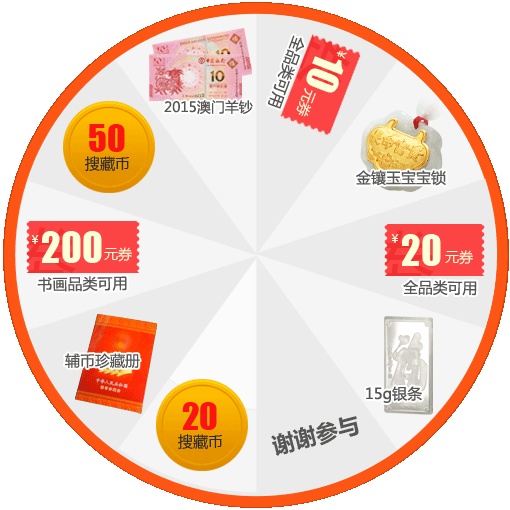 ¥10元券
全品类可用
金镶玉宝宝锁
¥20元券
全品类可用
15g银条
谢谢参与
20
搜藏币
辅币珍藏册
¥200元券
书画品类可用
50
搜藏币
2015澳门羊钞
10
10